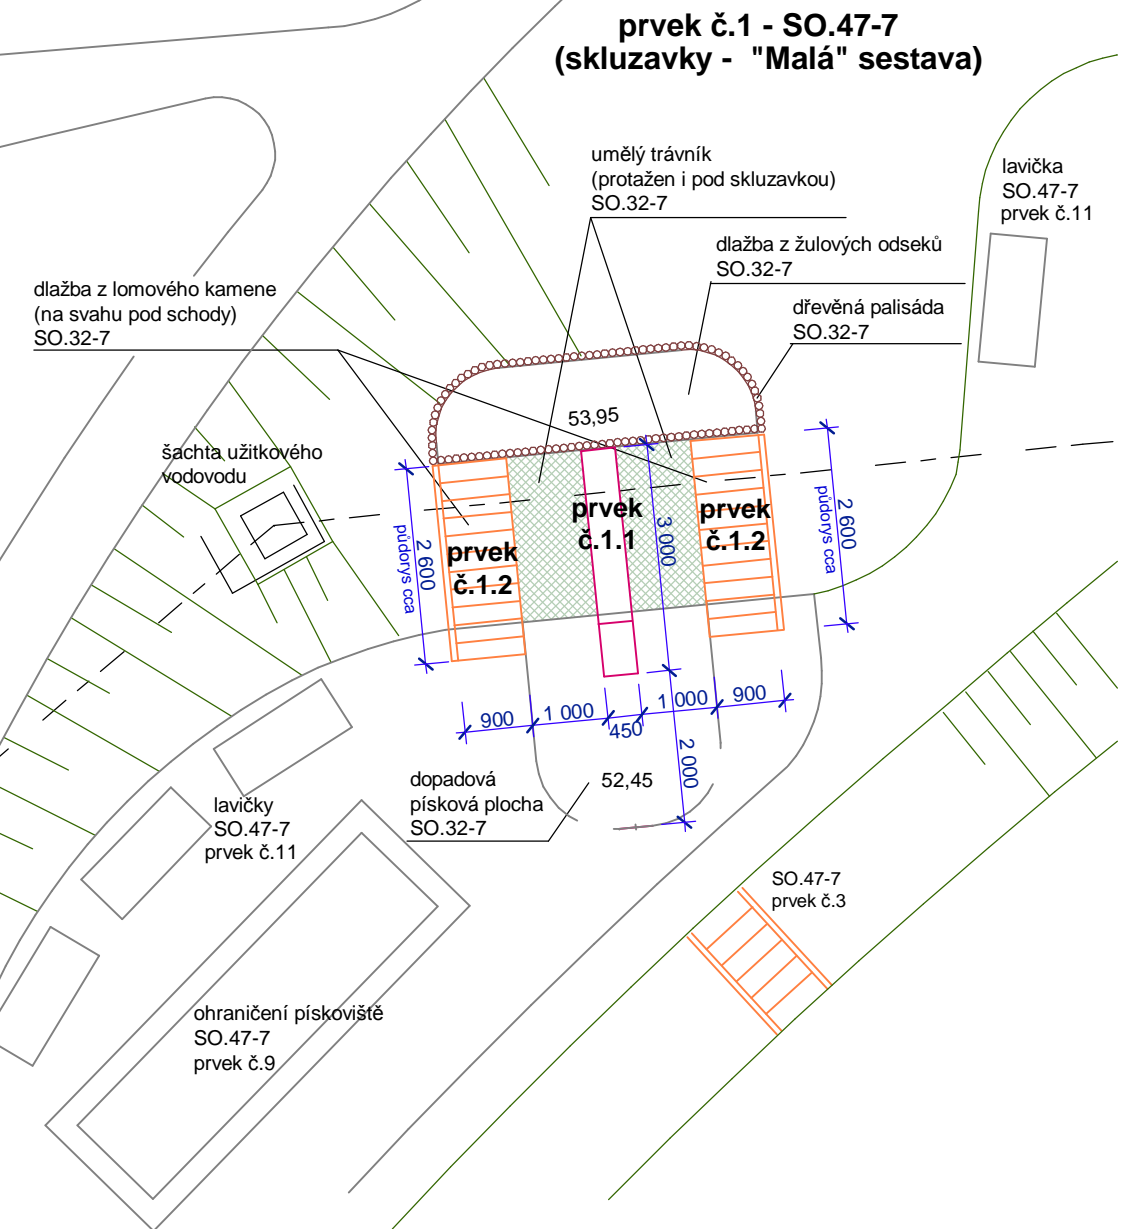 prvek č.1 - SO.47-7
(skluzavky -  "Malá" sestava)
umělý trávník
(protažen i pod skluzavkou)
SO.32-7
lavička
SO.47-7
prvek č.11
dlažba z žulových odseků
SO.32-7
dlažba z lomového kamene
(na svahu pod schody)
SO.32-7
dřevěná palisáda
SO.32-7
53,95
šachta užitkového
vodovodu
prvek
č.1.1
prvek
č.1.2
prvek
č.1.2
3 000
2 600
půdorys cca
2 600
půdorys cca
900
1 000
450
1 000
900
2 000
52,45
dopadová
písková plocha
SO.32-7
lavičky
SO.47-7
prvek č.11
SO.47-7
prvek č.3
ohraničení pískoviště
SO.47-7
prvek č.9